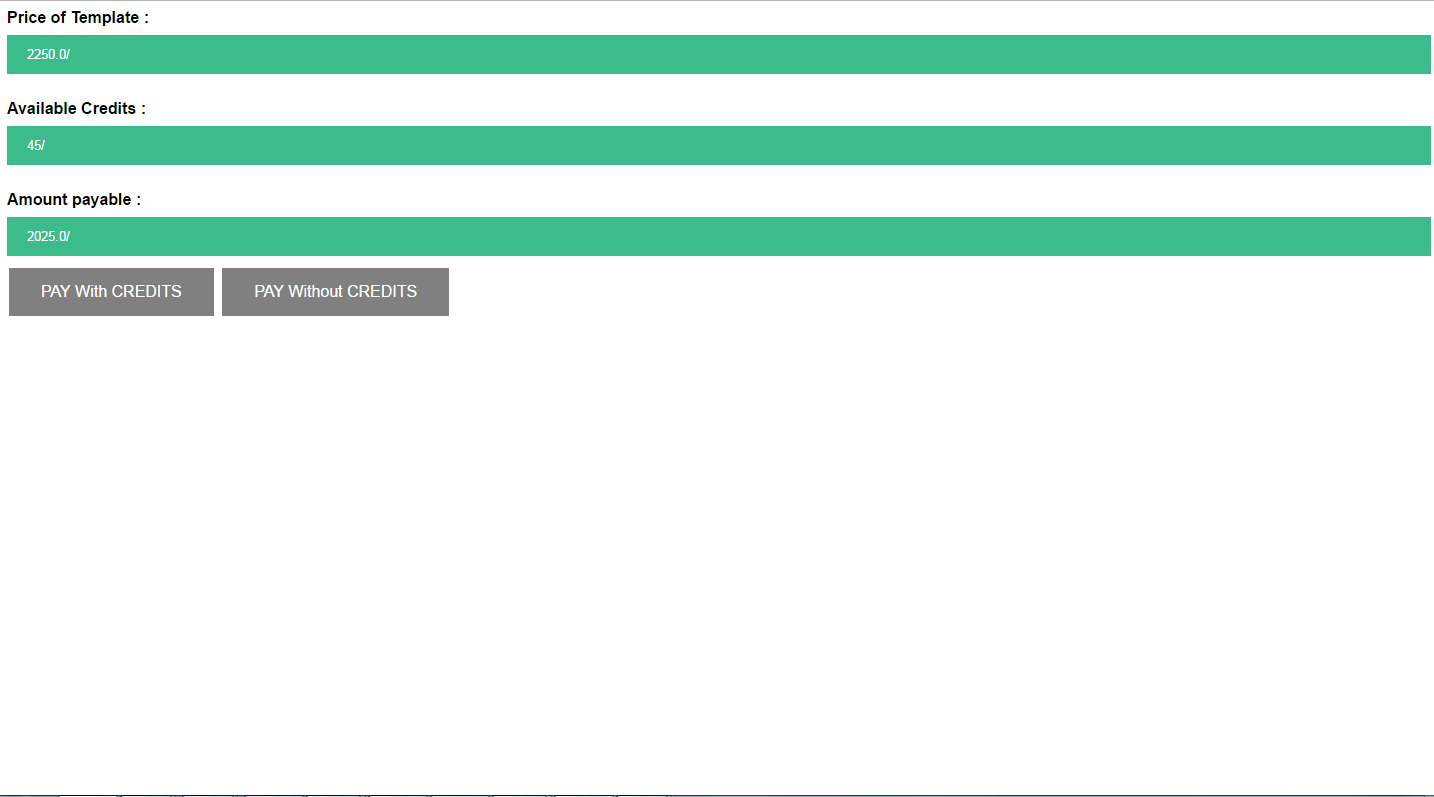 Price of Template :
2250.0/
Available Credits :
45/
Amount payable :
2025.0/
PAY With CREDITS PAY Without CREDITS